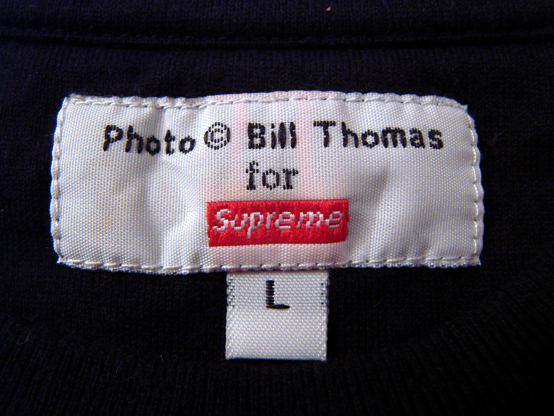 Photo © Bill Thomas
for
Supreme
L